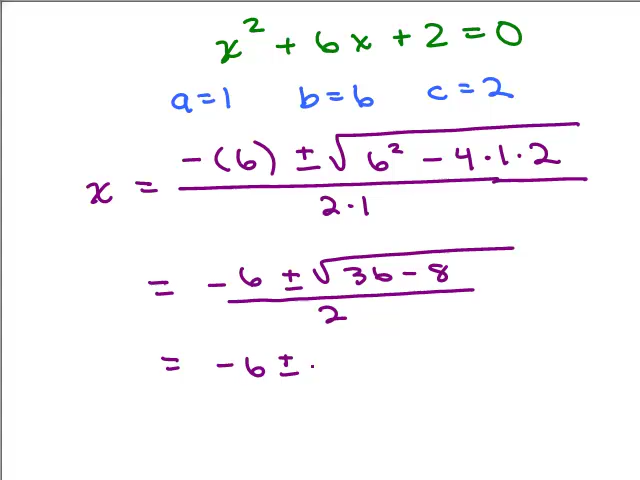 x² + 6x + 2 = 0
a = 1 b = 6 c = 2
x = (-(6) ± √(6² - 4·1·2)) / (2·1)
= (-6 ± √(36 - 8)) / 2
= -6 ±